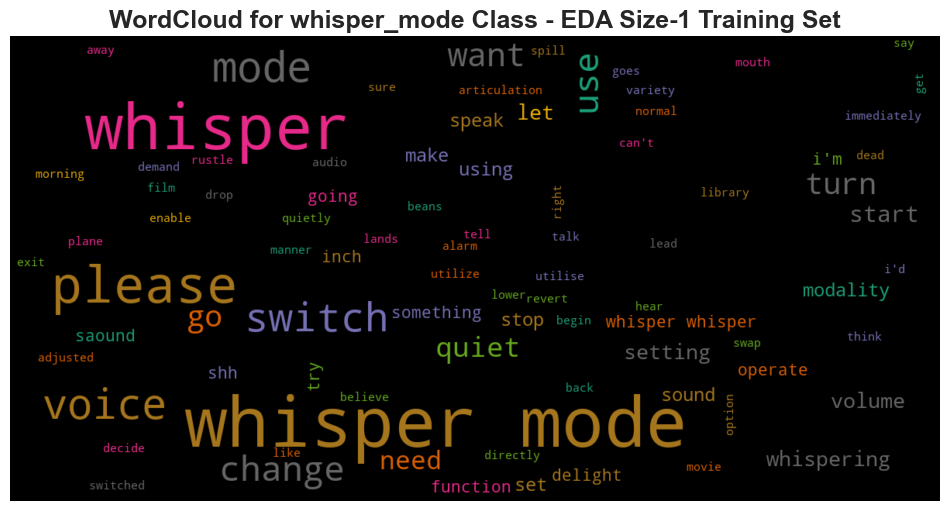 WordCloud for whisper_mode Class - EDA Size-1 Training Set
away
mode
want
spill
say
sure
use
goes
mouth
get
articulation
variety
whisper
speak
let
normal
immediately
can't
morning
demand
rustle
audio
make
using
i'm
dead
film
drop
going
library
turn
enable
quietly
beans
right
start
plane
manner
lands
tell
alarm
talk
lead
exit
inch
utilize
utilise
i'd
please
go
switch
something
lower
revert
hear
modality
saound
stop
begin
whisper whisper
swap
think
adjusted
shh
try
quiet
setting
operate
voice
believe
back
sound
option
volume
whisper mode
decide
change
like
need
directly
movie
whispering
switched
function
set
delight